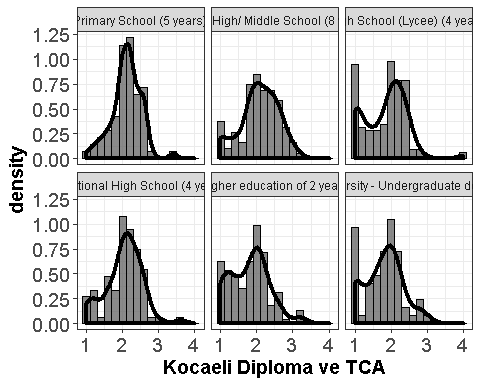 Primary School (5 years)
High/ Middle School (8
h School (Lycee) (4 yea
1.25
1.00
0.75
0.50
0.25
0.00
tional High School (4 ye
gher education of 2 yea
rsity - Undergraduate d
1.25
1.00
0.75
0.50
0.25
0.00
density
1 2 3 4
1 2 3 4
1 2 3 4
Kocaeli Diploma ve TCA